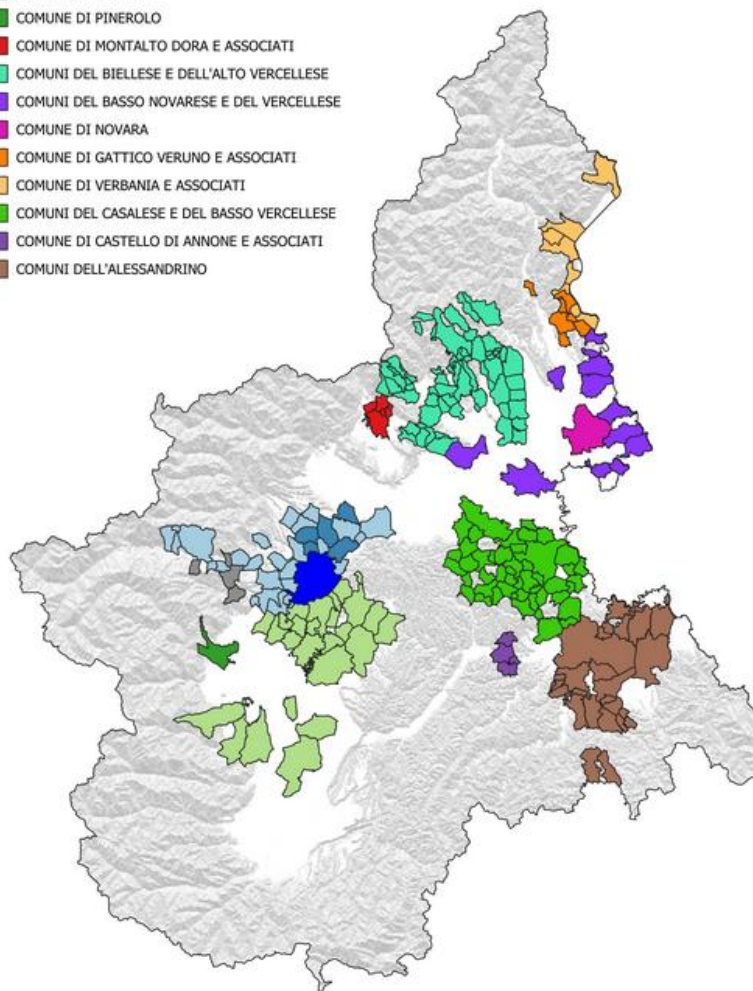 COMUNE DI PINEROLO
COMUNE DI MONTALTO DORA E ASSOCIATI
COMUNI DEL BIELLESE E DELL'ALTO VERCELLESE
COMUNI DEL BASSO NOVARESE E DEL VERCELLESE
COMUNE DI NOVARA
COMUNE DI GATTICO VERUNO E ASSOCIATI
COMUNE DI VERBANIA E ASSOCIATI
COMUNI DEL CASALESE E DEL BASSO VERCELLESE
COMUNE DI CASTELLO DI ANNONE E ASSOCIATI
COMUNI DELL'ALESSANDRINO